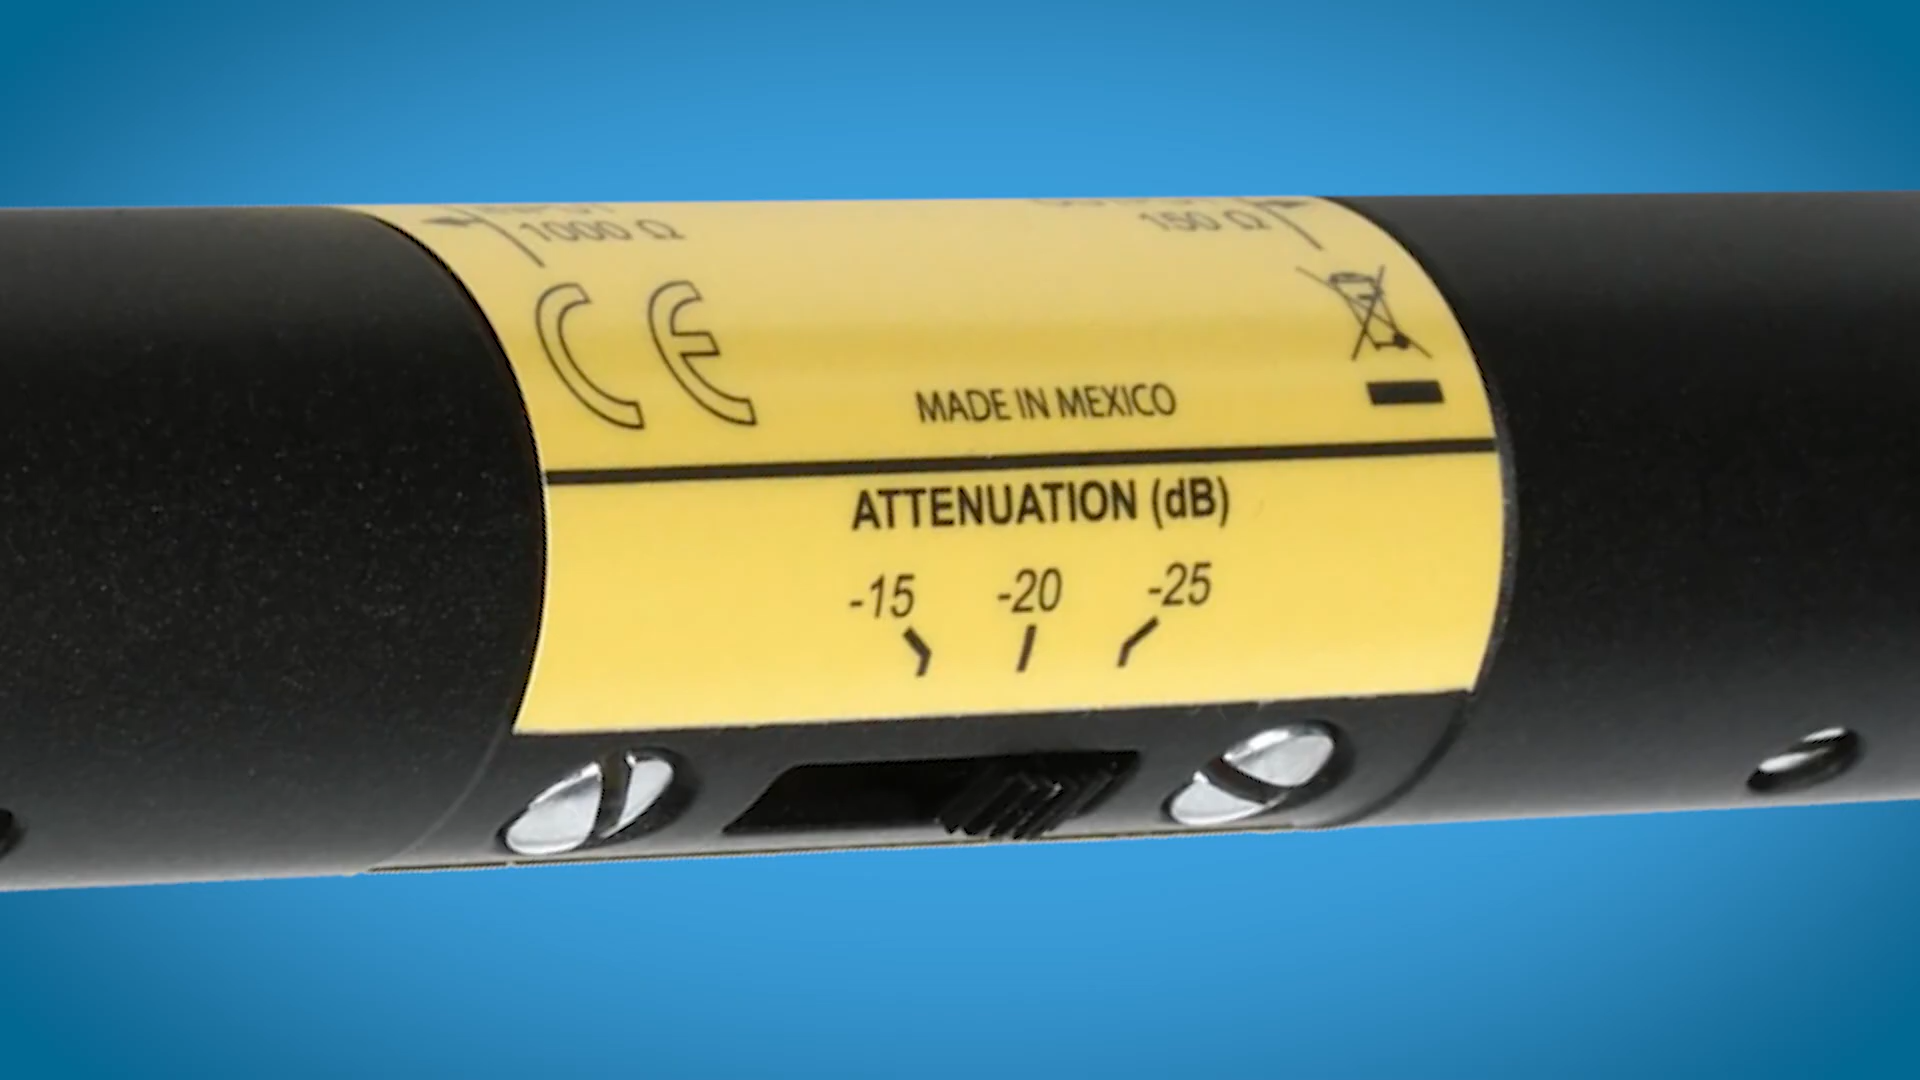 1000 Ω 150 Ω
CE
MADE IN MEXICO
ATTENUATION (dB)
-15 -20 -25